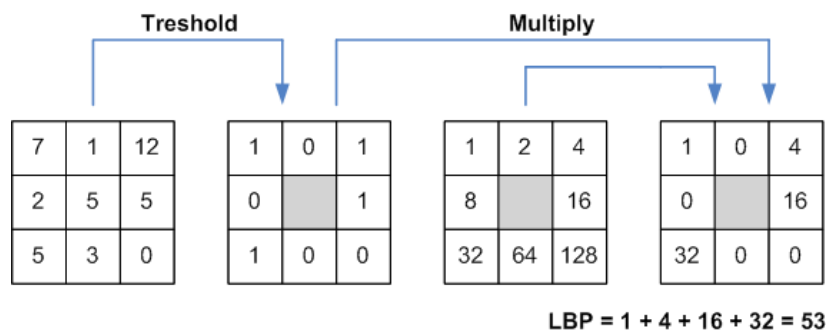 Treshold Multiply
7 1 12 1 0 1 1 2 4 1 0 4
2 5 5 0 1 8 16 0 16
5 3 0 1 0 0 32 64 128 32 0 0
LBP = 1 + 4 + 16 + 32 = 53